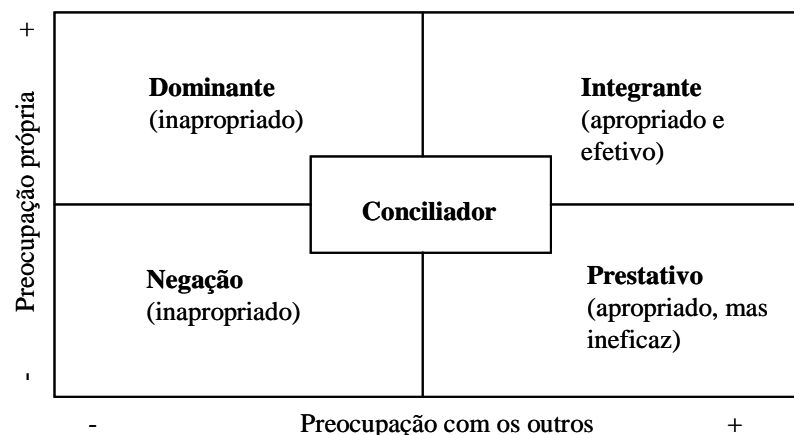 +
Dominante
(inapropriado)
Integrante
(apropriado e
efetivo)
Preocupação própria
Conciliador
Negação
(inapropriado)
Prestativo
(apropriado, mas
ineficaz)
-
- Preocupação com os outros +